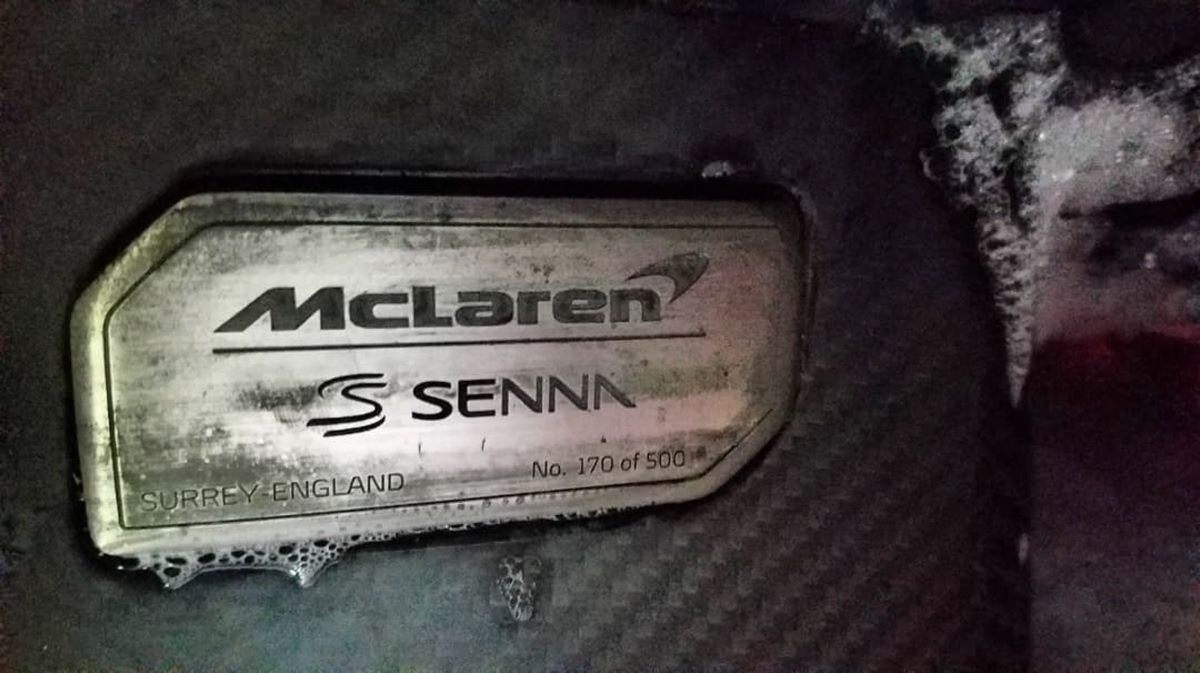 McLaren
SENNA
No. 170 of 500
SURREY-ENGLAND